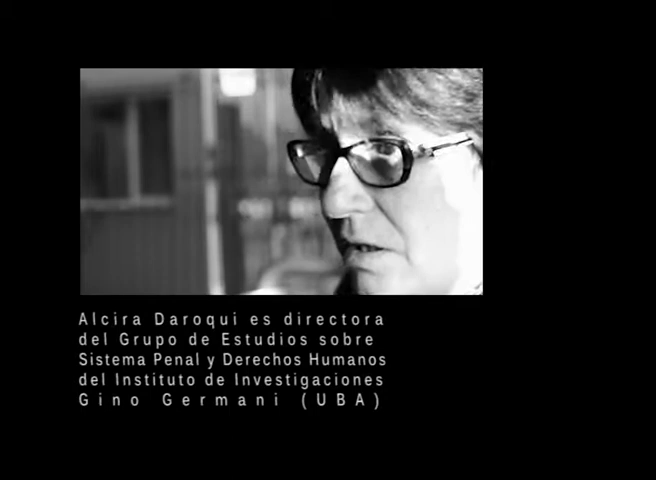 Alcira Daroqui es directora
del Grupo de Estudios sobre
Sistema Penal y Derechos Humanos
del Instituto de Investigaciones
Gino Germani (UBA)